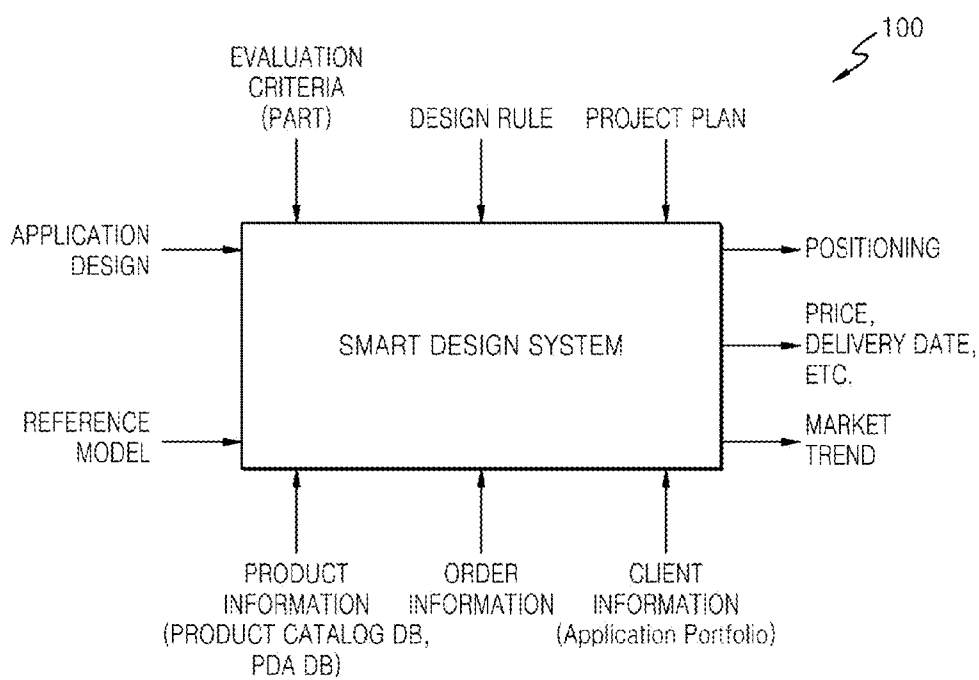 100
EVALUATION
CRITERIA
(PART)
DESIGN RULE
PROJECT PLAN
APPLICATION
DESIGN
POSITIONING
SMART DESIGN SYSTEM
PRICE,
DELIVERY DATE,
ETC.
REFERENCE
MODEL
MARKET
TREND
PRODUCT
INFORMATION
(PRODUCT CATALOG DB,
PDA DB)
ORDER
INFORMATION
CLIENT
INFORMATION
(Application Portfolio)